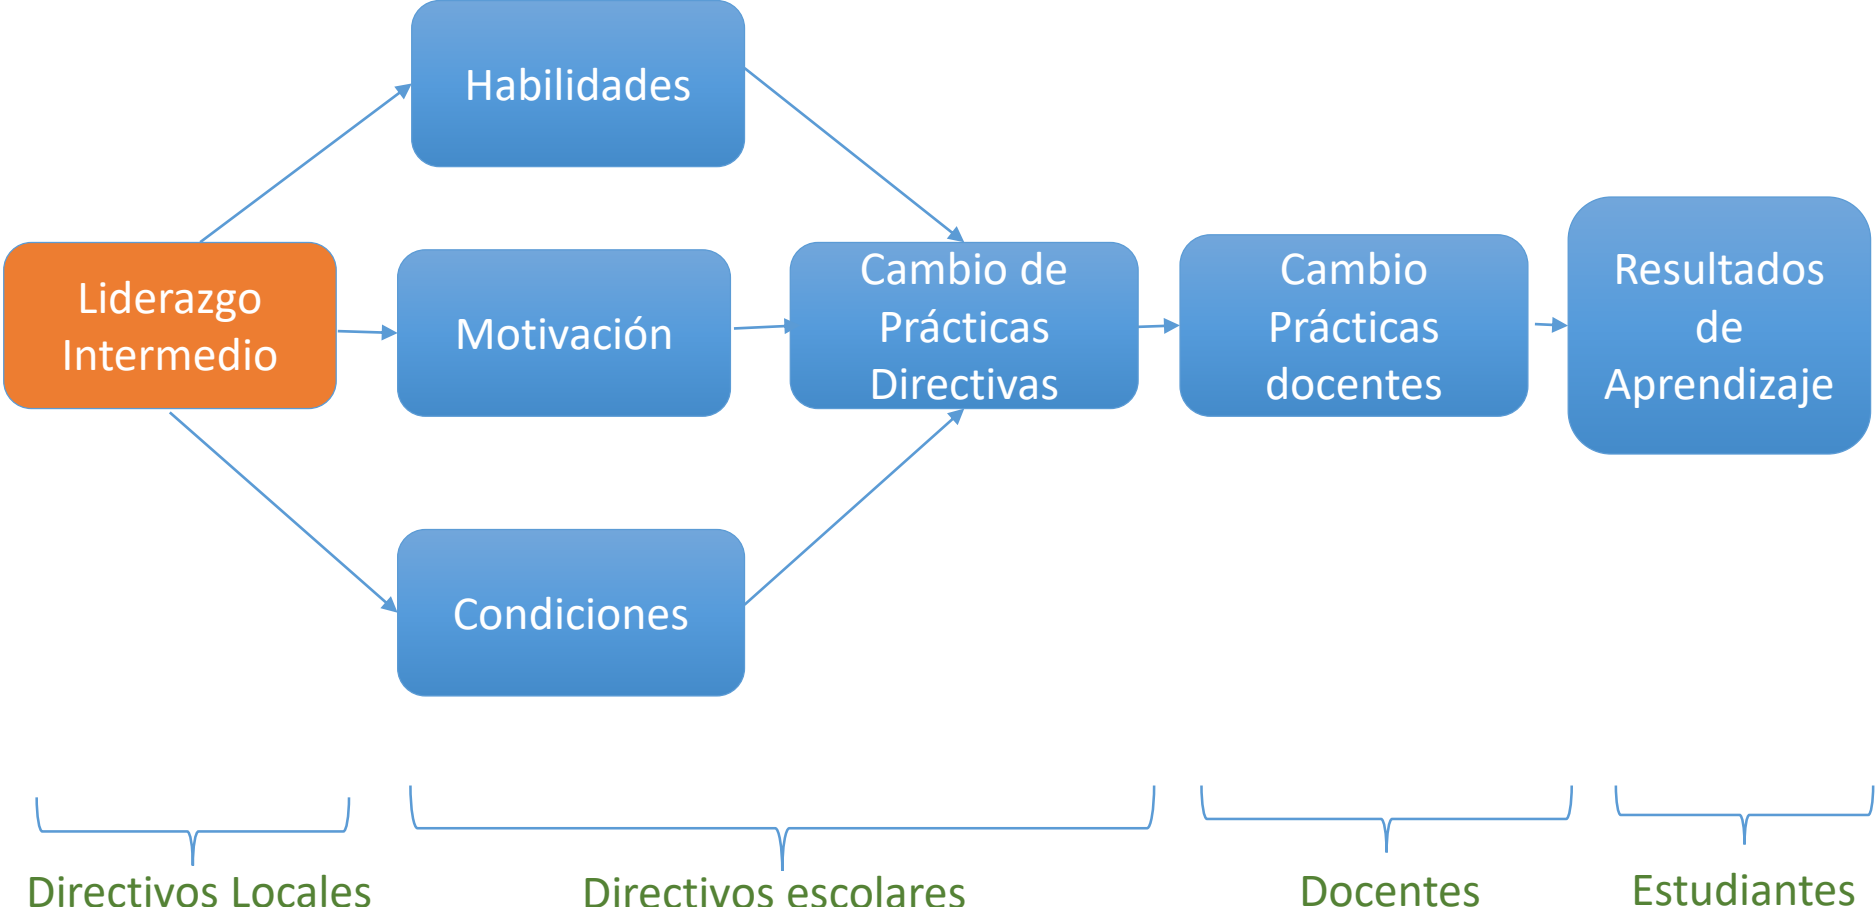 Habilidades
Liderazgo
Intermedio
Motivación
Condiciones
Cambio de
Prácticas
Directivas
Cambio
Prácticas
docentes
Resultados
de
Aprendizaje
Directivos Locales
Directivos escolares
Docentes
Estudiantes